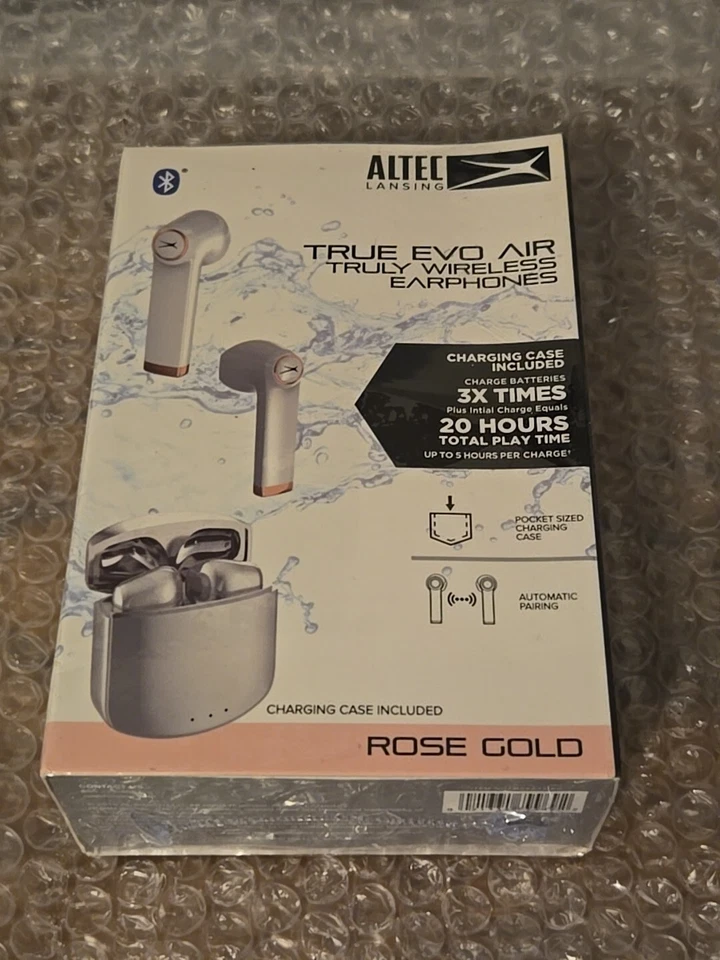 ALTEC
LANSING
TRUE EVO AIR
TRULY WIRELESS
EARPHONES
CHARGING CASE
INCLUDED
CHARGE BATTERIES
3X TIMES
Plus Intial Charge Equals
20 HOURS
TOTAL PLAY TIME
UP TO 5 HOURS PER CHARGE†
POCKET SIZED
CHARGING
CASE
AUTOMATIC
PAIRING
CHARGING CASE INCLUDED
ROSE GOLD